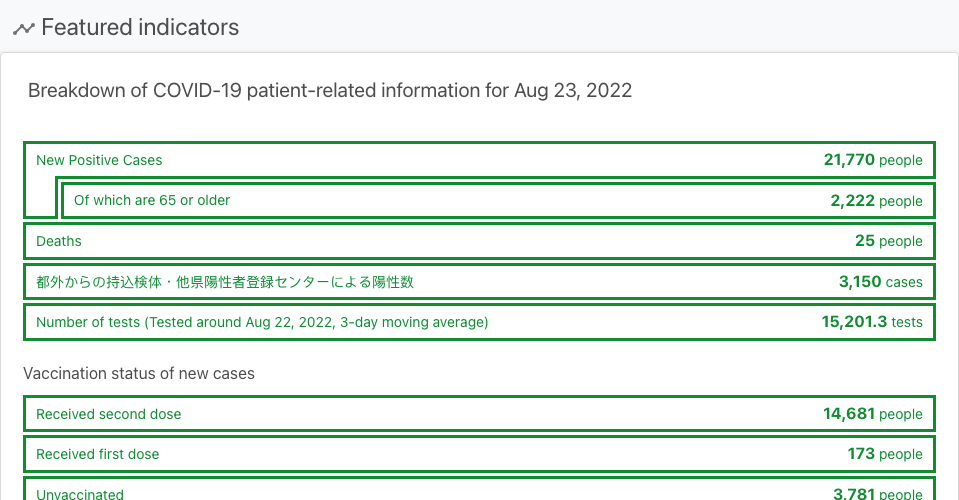 Featured indicators
Breakdown of COVID-19 patient-related information for Aug 23, 2022
New Positive Cases 21,770 people
Of which are 65 or older 2,222 people
Deaths 25 people
都外からの持込検体・他県陽性者登録センターによる陽性数 3,150 cases
Number of tests (Tested around Aug 22, 2022, 3-day moving average) 15,201.3 tests
Vaccination status of new cases
Received second dose 14,681 people
Received first dose 173 people
Unvaccinated 3,781 people